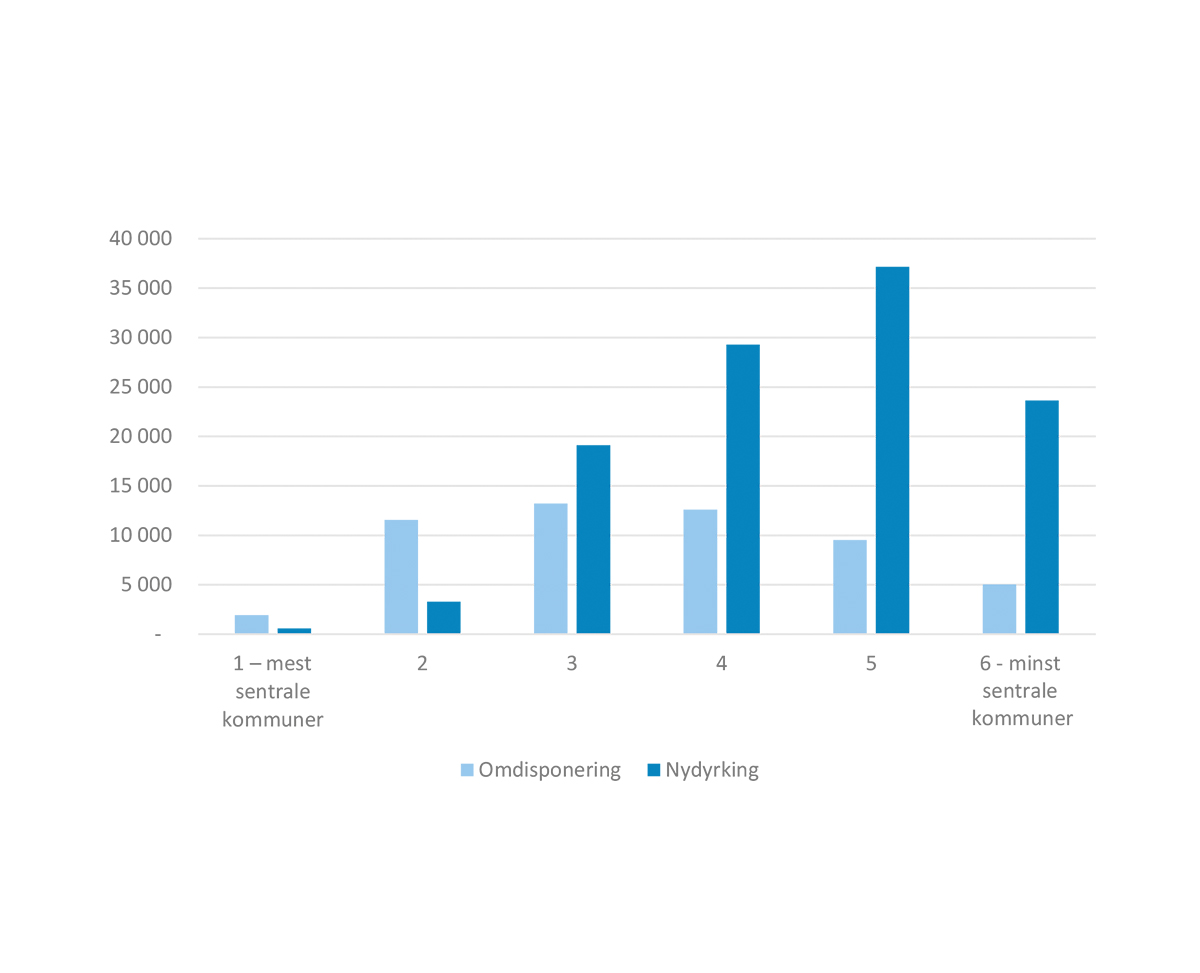 40 000
35 000
30 000
25 000
20 000
15 000
10 000
5 000
-
1 – mest
sentrale
kommuner
2
3
4
5
6 - minst
sentrale
kommuner
Omdisponering
Nydyrking